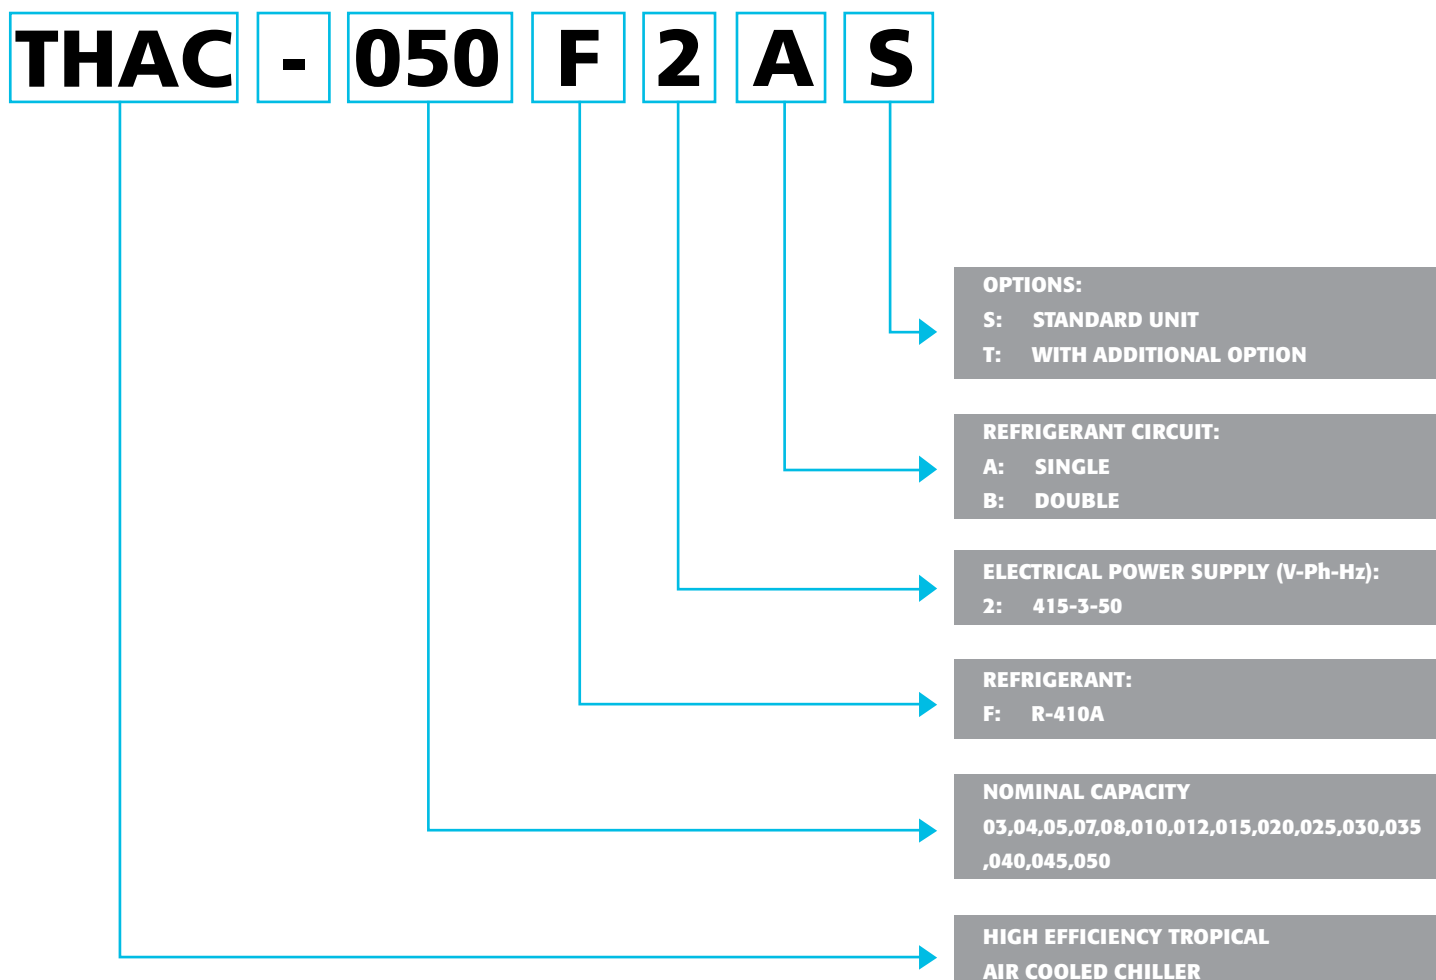 THAC - 050 F 2 A S
OPTIONS:
S: STANDARD UNIT
T: WITH ADDITIONAL OPTION
REFRIGERANT CIRCUIT:
A: SINGLE
B: DOUBLE
ELECTRICAL POWER SUPPLY (V-Ph-Hz):
2: 415-3-50
REFRIGERANT:
F: R-410A
NOMINAL CAPACITY
03,04,05,07,08,010,012,015,020,025,030,035
,040,045,050
HIGH EFFICIENCY TROPICAL
AIR COOLED CHILLER